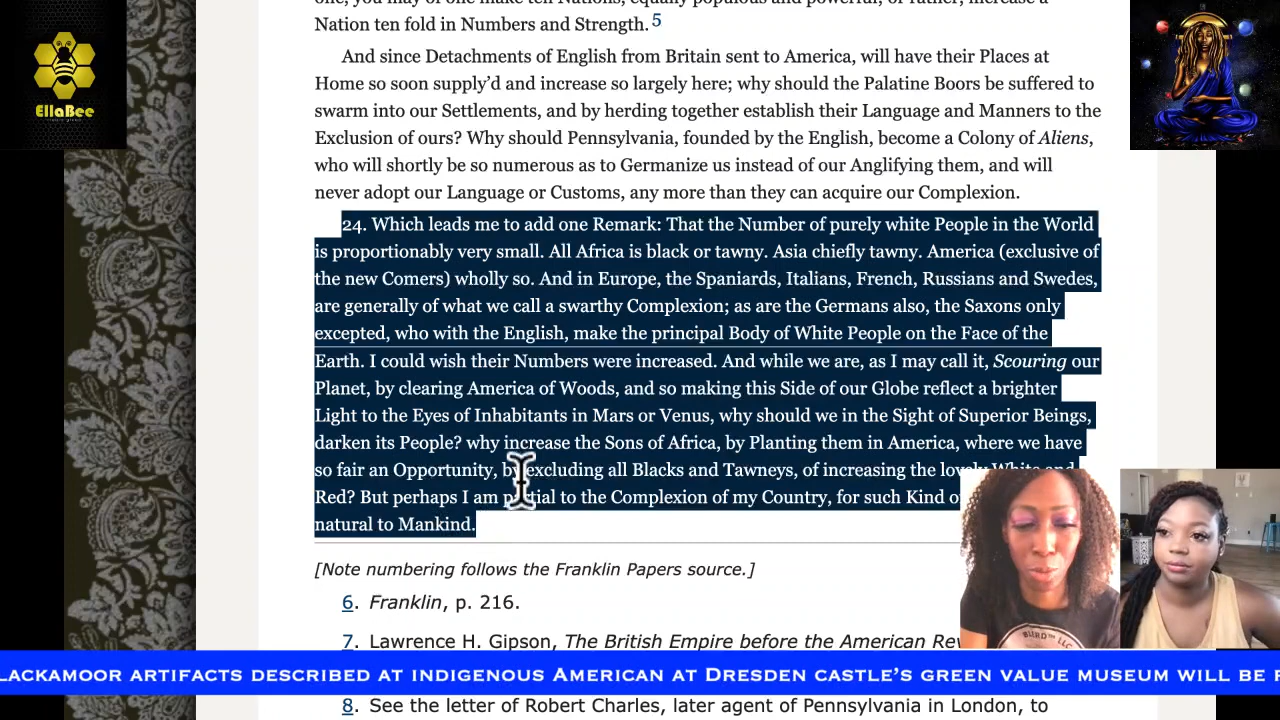 one, you may of one make ten Nations, equally populous and powerful; or rather, increase a
Nation ten fold in Numbers and Strength. 5
And since Detachments of English from Britain sent to America, will have their Places at
Home so soon supply’d and increase so largely here; why should the Palatine Boors be suffered to
swarm into our Settlements, and by herding together establish their Language and Manners to the
Exclusion of ours? Why should Pennsylvania, founded by the English, become a Colony of Aliens,
who will shortly be so numerous as to Germanize us instead of our Anglifying them, and will
never adopt our Language or Customs, any more than they can acquire our Complexion.
24. Which leads me to add one Remark: That the Number of purely white People in the World
is proportionably very small. All Africa is black or tawny. Asia chiefly tawny. America (exclusive of
the new Comers) wholly so. And in Europe, the Spaniards, Italians, French, Russians and Swedes,
are generally of what we call a swarthy Complexion; as are the Germans also, the Saxons only
excepted, who with the English, make the principal Body of White People on the Face of the
Earth. I could wish their Numbers were increased. And while we are, as I may call it, Scouring our
Planet, by clearing America of Woods, and so making this Side of our Globe reflect a brighter
Light to the Eyes of Inhabitants in Mars or Venus, why should we in the Sight of Superior Beings,
darken its People? why increase the Sons of Africa, by Planting them in America, where we have
so fair an Opportunity, by excluding all Blacks and Tawneys, of increasing the lovely White and
Red? But perhaps I am partial to the Complexion of my Country, for such Kind
natural to Mankind.
[Note numbering follows the Franklin Papers source.]
6. Franklin, p. 216.
7. Lawrence H. Gipson, The British Empire before the American
LACKAMOOR ARTIFACTS DESCRIBED AT INDIGENOUS AMERICAN AT DRESDEN CASTLE’S GREEN VALUE MUSEUM WILL BE
8. See the letter of Robert Charles, later agent of Pennsylvania in London, to
EllaBee
BLERD™ LLC